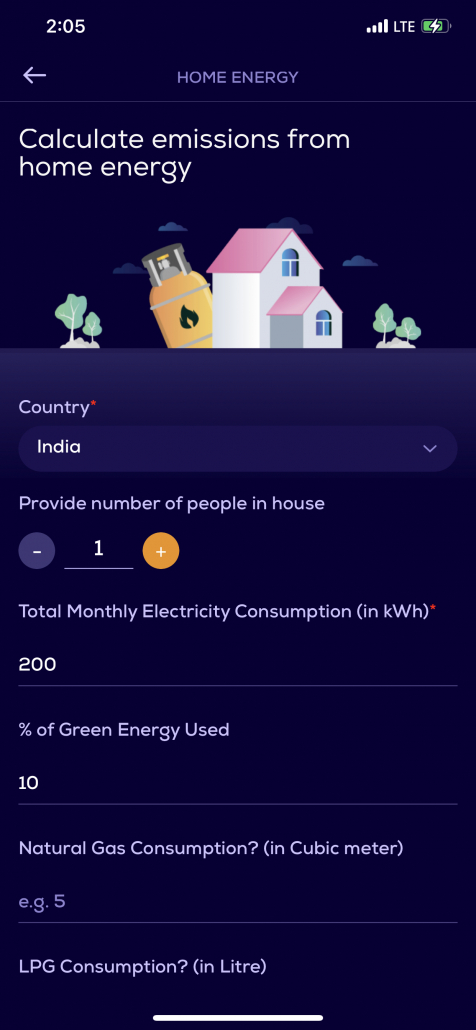 2:05
LTE
HOME ENERGY
Calculate emissions from
home energy
Country*
India
Provide number of people in house
- 1 +
Total Monthly Electricity Consumption (in kWh)*
200
% of Green Energy Used
10
Natural Gas Consumption? (in Cubic meter)
e.g. 5
LPG Consumption? (in Litre)